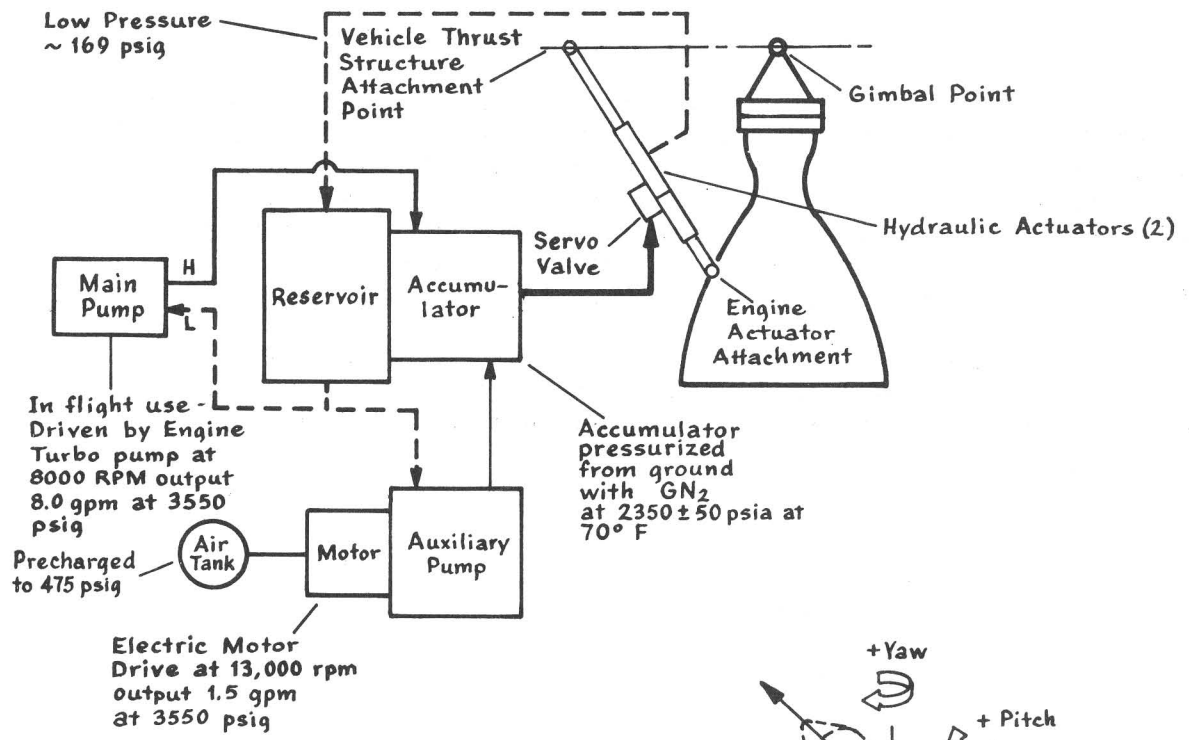 Low Pressure
~ 169 psig
Vehicle Thrust
Structure
Attachment
Point
Gimbal Point
Hydraulic Actuators (2)
Servo
Valve
H
Main
Pump
L
Reservoir
Accumu-
lator
Engine
Actuator
Attachment
In flight use -
Driven by Engine
Turbo pump at
8000 RPM output
8.0 gpm at 3550
psig
Accumulator
pressurized
from ground
with GN2
at 2350 ± 50 psia at
70° F
Air
Tank
Motor
Auxiliary
Pump
Precharged
to 475 psig
Electric Motor
Drive at 13,000 rpm
output 1.5 gpm
at 3550 psig
+Yaw
+ Pitch